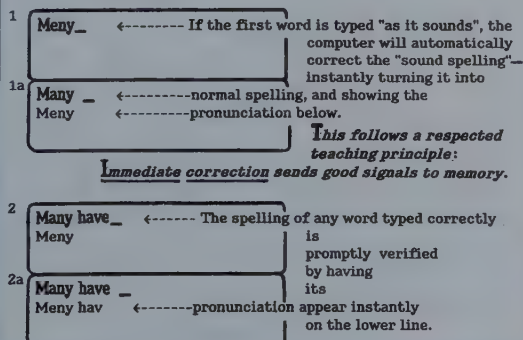 1
Meny_ <------- If the first word is typed "as it sounds", the
computer will automatically
correct the "sound spelling"—
instantly turning it into
1a
Many _ <---------normal spelling, and showing the
Meny <---------pronunciation below.
This follows a respected
teaching principle:
Immediate correction sends good signals to memory.
2
Many have_ <------- The spelling of any word typed correctly
Meny is
promptly verified
by having
2a
Many have _ its
Meny hav <--------pronunciation appear instantly
on the lower line.